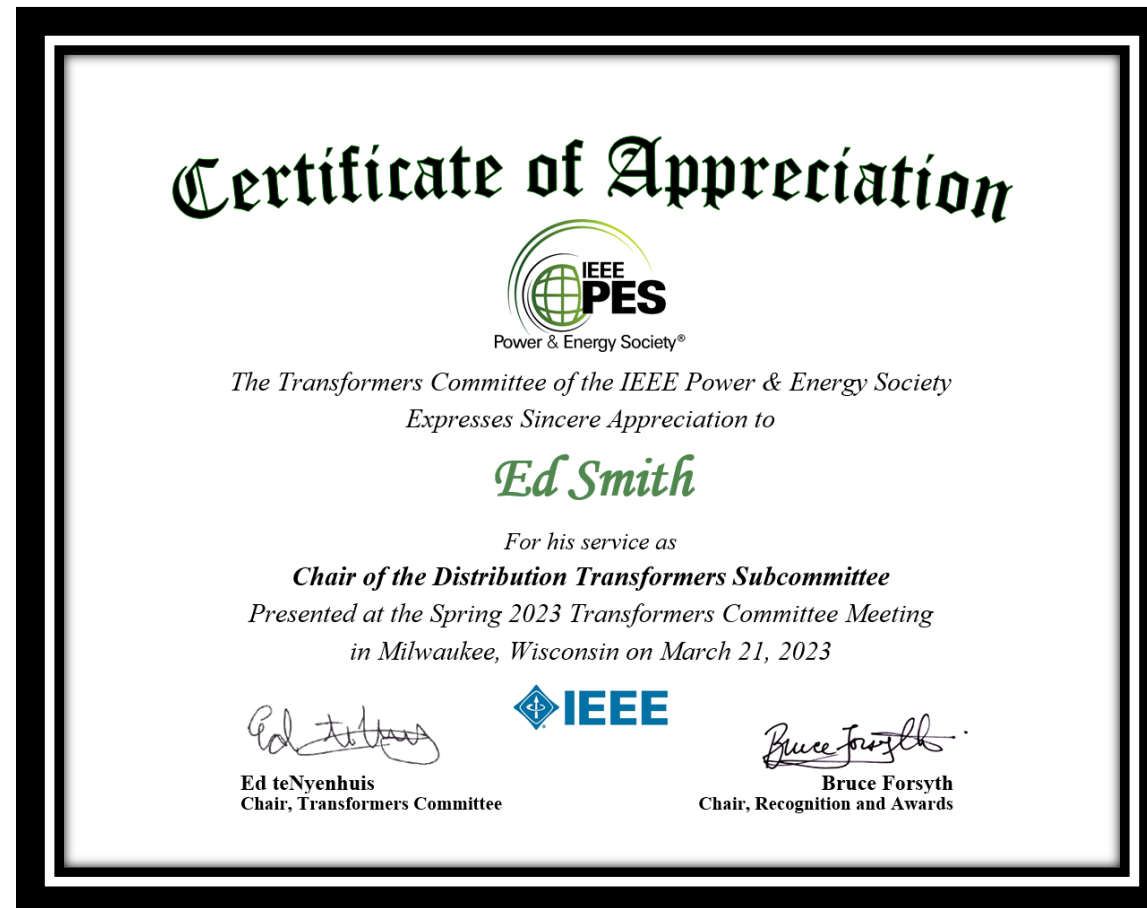 Certificate of Appreciation
IEEE
PES
Power & Energy Society®
The Transformers Committee of the IEEE Power & Energy Society
Expresses Sincere Appreciation to
Ed Smith
For his service as
Chair of the Distribution Transformers Subcommittee
Presented at the Spring 2023 Transformers Committee Meeting
in Milwaukee, Wisconsin on March 21, 2023
IEEE
Ed teNyenhuis
Chair, Transformers Committee
Bruce Forsyth
Bruce Forsyth
Chair, Recognition and Awards